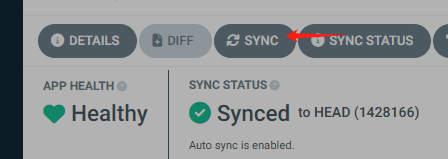 DETAILS DIFF SYNC SYNC STATUS
APP HEALTH SYNC STATUS
Healthy Synced to HEAD (1428166)
Auto sync is enabled.